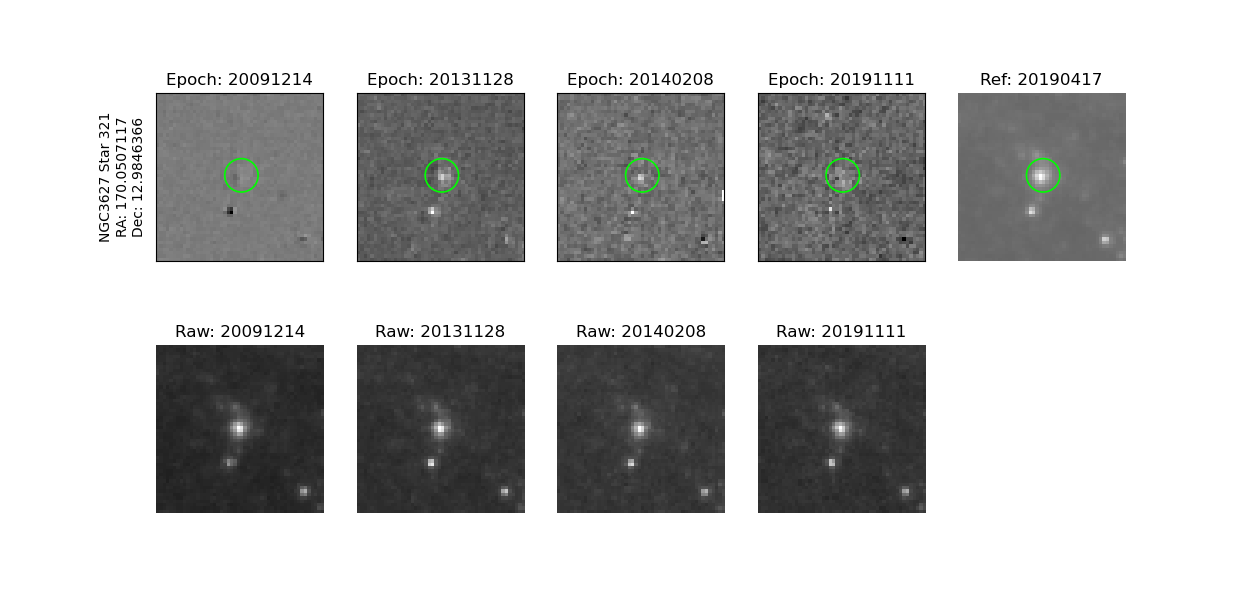 NGC3627 Star 321
RA: 170.0507117
Dec: 12.9846366
Epoch: 20091214
Epoch: 20131128
Epoch: 20140208
Epoch: 20191111
Ref: 20190417
Raw: 20091214
Raw: 20131128
Raw: 20140208
Raw: 20191111